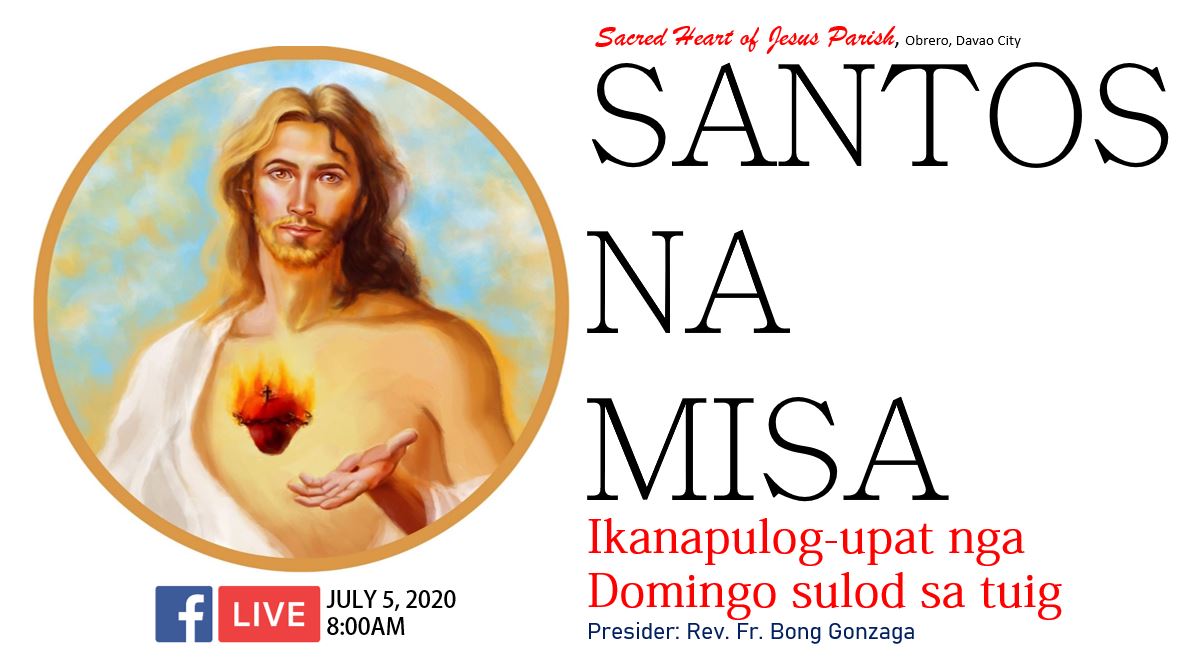 Sacred Heart of Jesus Parish, Obrero, Davao City
SANTOS
NA
MISA
Ikanapulog-upat nga
Domingo sulod sa tuig
Presider: Rev. Fr. Bong Gonzaga
f LIVE JULY 5, 2020
8:00AM